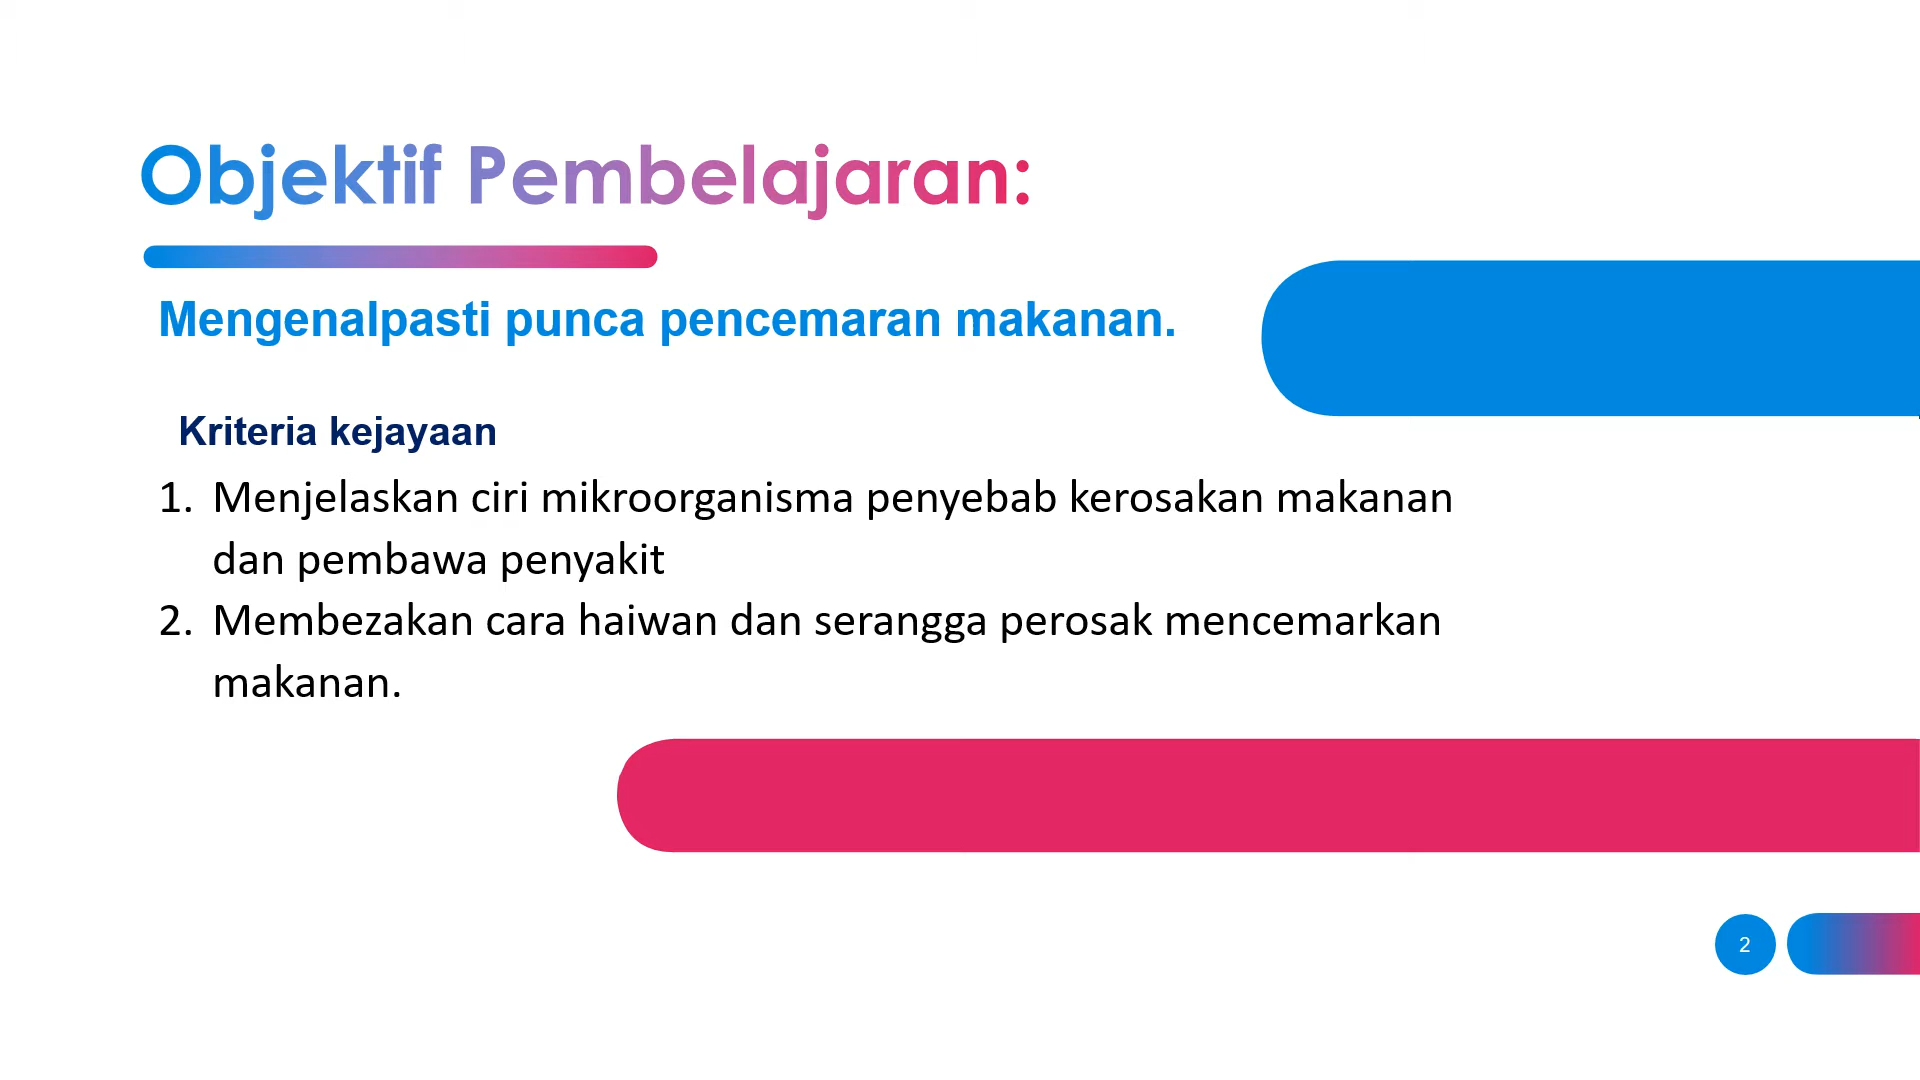 Objektif Pembelajaran:
Mengenalpasti punca pencemaran makanan.
Kriteria kejayaan
1. Menjelaskan ciri mikroorganisma penyebab kerosakan makanan
dan pembawa penyakit
2. Membezakan cara haiwan dan serangga perosak mencemarkan
makanan.
2